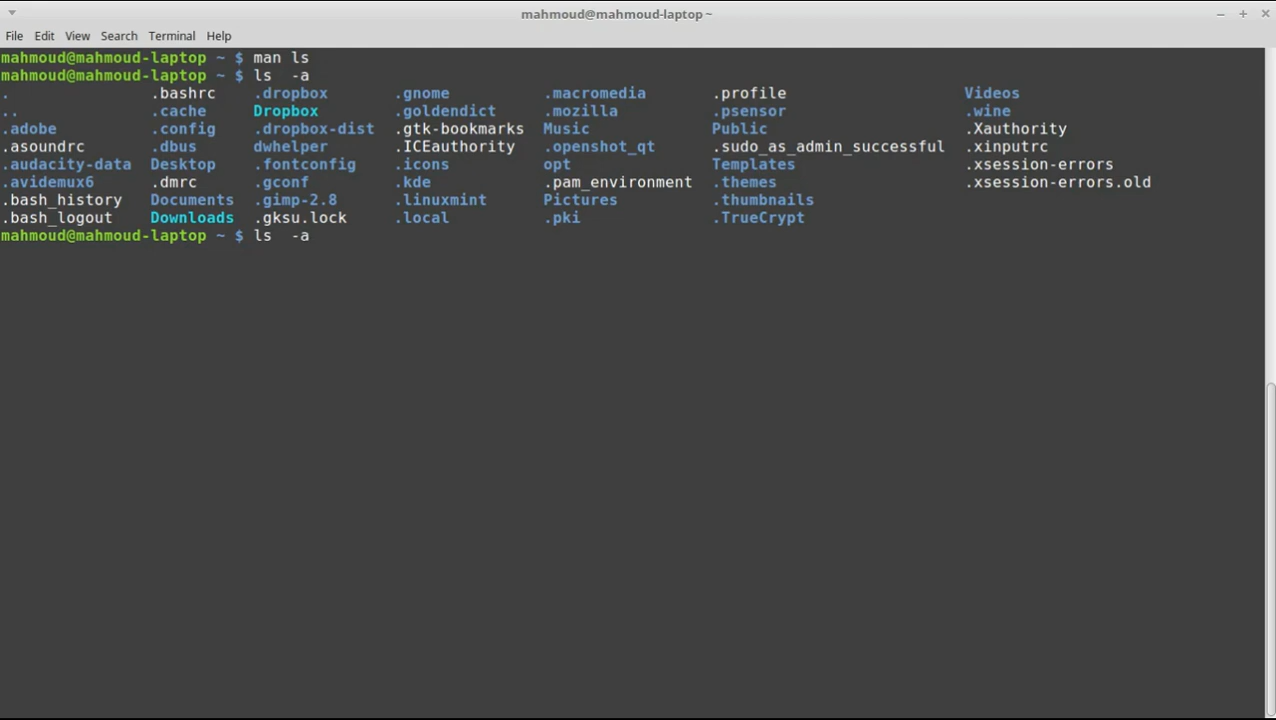 mahmoud@mahmoud-laptop ~
File Edit View Search Terminal Help
mahmoud@mahmoud-laptop ~ $ man ls
mahmoud@mahmoud-laptop ~ $ ls  -a
. .bashrc .dropbox .gnome .macromedia .profile Videos
.. .cache Dropbox .goldendict .mozilla .psensor .wine
.adobe .config .dropbox-dist .gtk-bookmarks Music Public .Xauthority
.asoundrc .dbus dwhelper .ICEauthority .openshot_qt .sudo_as_admin_successful .xinputrc
.audacity-data Desktop .fontconfig .icons opt Templates .xsession-errors
.avidemux6 .dmrc .gconf .kde .pam_environment .themes .xsession-errors.old
.bash_history Documents .gimp-2.8 .linuxmint Pictures .thumbnails
.bash_logout Downloads .gksu.lock .local .pki .TrueCrypt
mahmoud@mahmoud-laptop ~ $ ls  -a